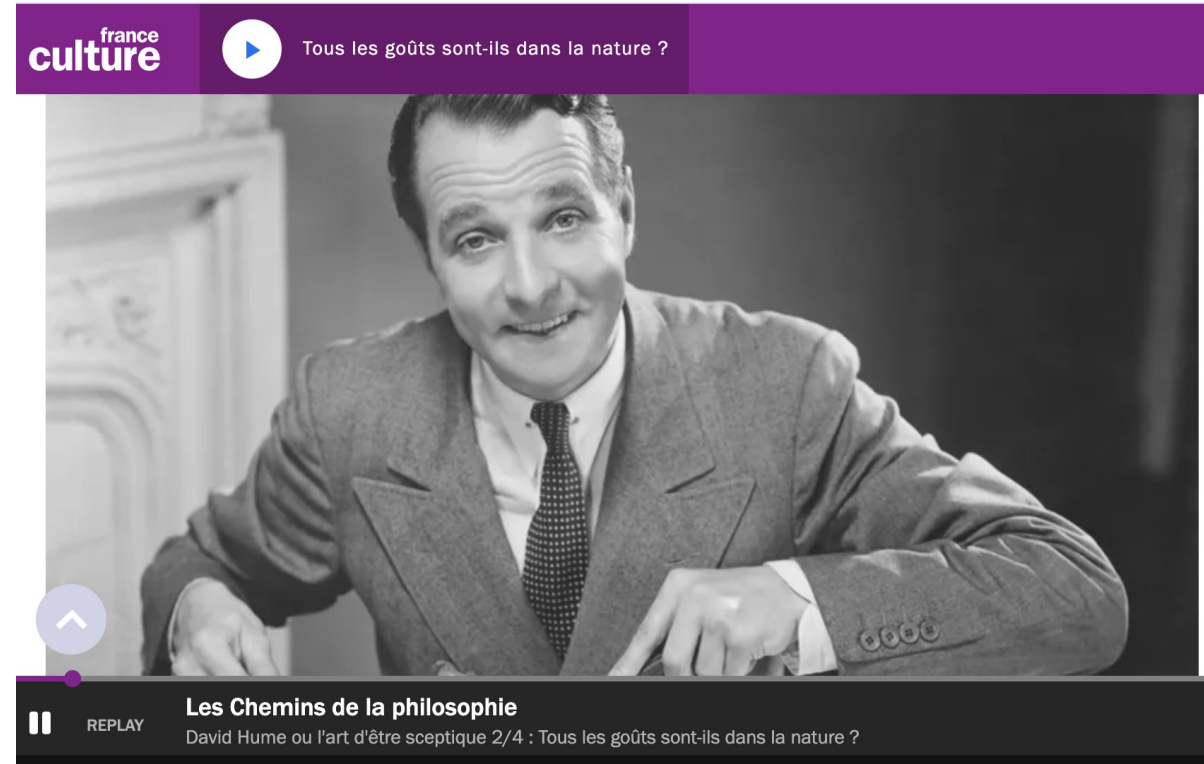 france
culture
Tous les goûts sont-ils dans la nature ?
REPLAY
Les Chemins de la philosophie
David Hume ou l'art d'être sceptique 2/4 : Tous les goûts sont-ils dans la nature ?